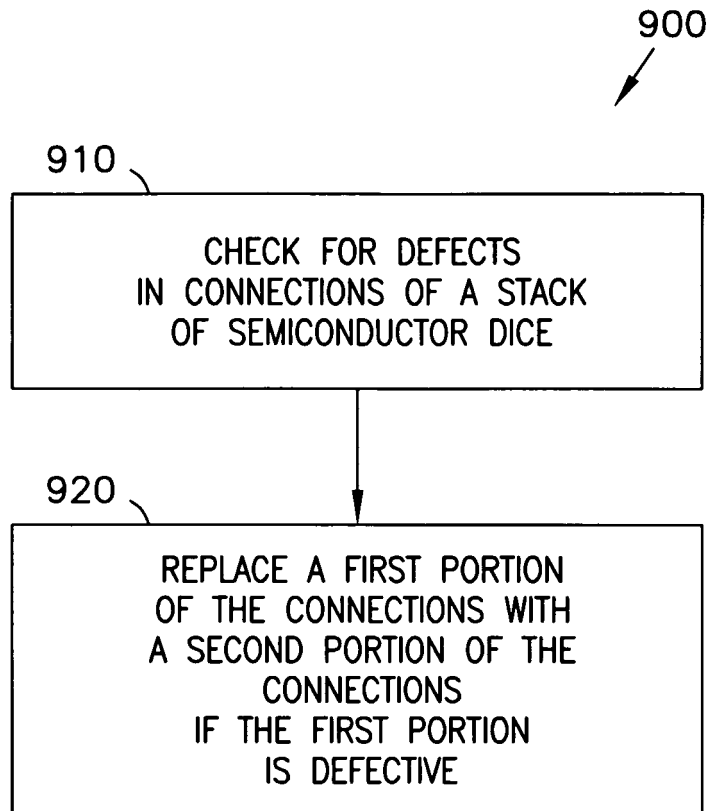 900
910
CHECK FOR DEFECTS
IN CONNECTIONS OF A STACK
OF SEMICONDUCTOR DICE
920
REPLACE A FIRST PORTION
OF THE CONNECTIONS WITH
A SECOND PORTION OF THE
CONNECTIONS
IF THE FIRST PORTION
IS DEFECTIVE